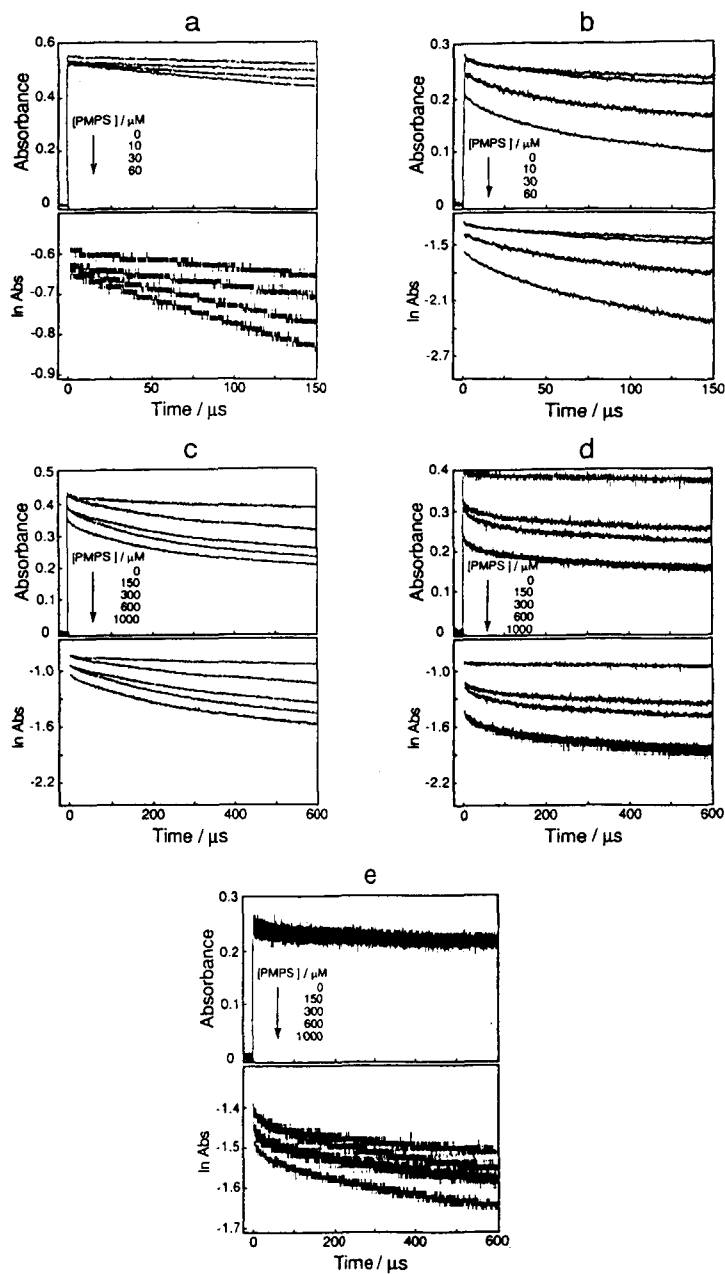 a
0.6
0.4
0.2
0
Absorbance
[PMPS] / μM
0
10
30
60
-0.6
-0.7
-0.8
-0.9
ln Abs
0 50 100 150
Time / μs
b
0.3
0.2
0.1
0
Absorbance
[PMPS] / μM
0
10
30
60
-1.5
-2.1
-2.7
ln Abs
0 50 100 150
Time / μs
c
0.5
0.4
0.3
0.2
0.1
0
Absorbance
[PMPS] / μM
0
150
300
600
1000
-1.0
-1.6
-2.2
ln Abs
0 200 400 600
Time / μs
d
0.4
0.3
0.2
0.1
0
Absorbance
[PMPS] / μM
0
150
300
600
1000
-1.0
-1.6
-2.2
ln Abs
0 200 400 600
Time / μs
e
0.3
0.2
0.1
0
Absorbance
[PMPS] / μM
0
150
300
600
1000
-1.4
-1.5
-1.6
-1.7
ln Abs
0 200 400 600
Time / μs